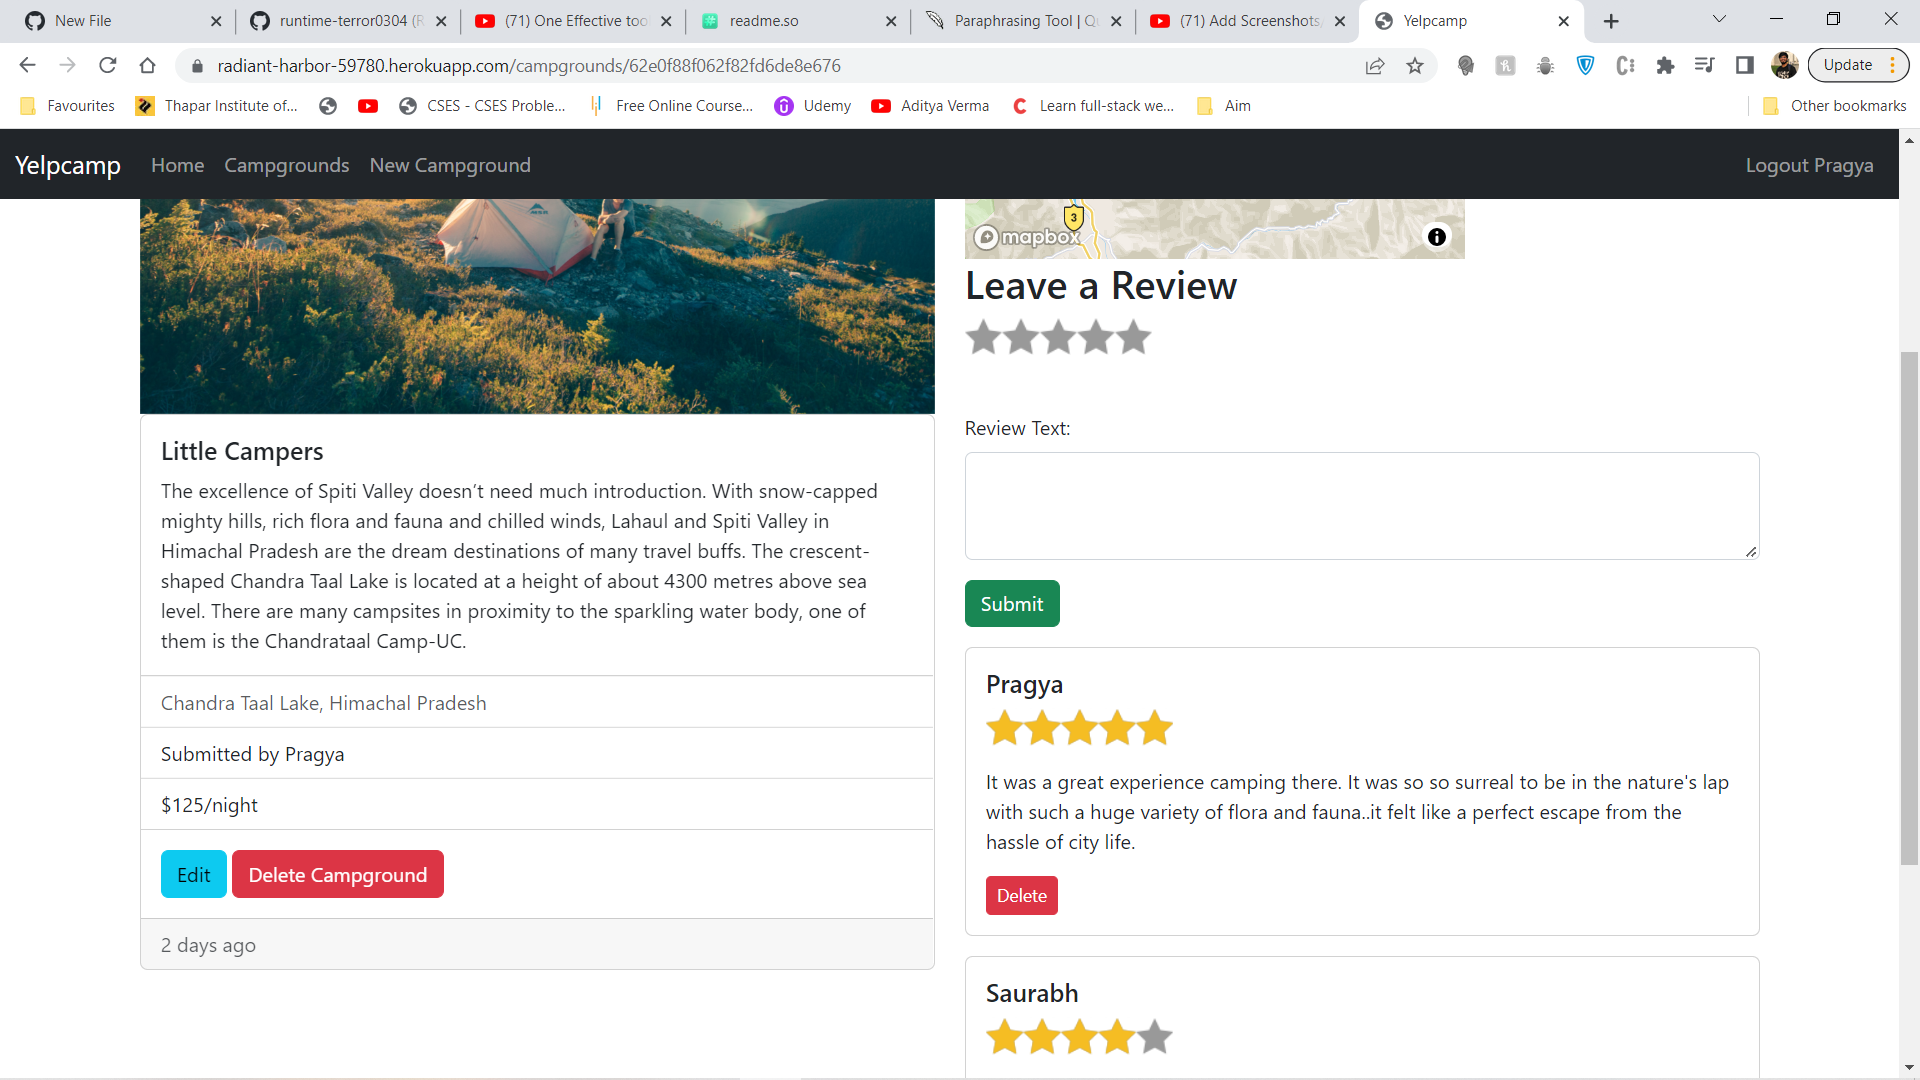 New File
runtime-terror0304 (R
(71) One Effective too
readme.so
Paraphrasing Tool | Qu
(71) Add Screenshots,
Yelpcamp
radiant-harbor-59780.herokuapp.com/campgrounds/62e0f88f062f82fd6de8e676
Update
Favourites
Thapar Institute of...
CSES - CSES Proble...
Free Online Course...
Udemy
Aditya Verma
Learn full-stack we...
Aim
Other bookmarks
Yelpcamp
Home
Campgrounds
New Campground
Logout Pragya
3
mapbox
Leave a Review
Review Text:
Submit
Little Campers
The excellence of Spiti Valley doesn’t need much introduction. With snow-capped
mighty hills, rich flora and fauna and chilled winds, Lahaul and Spiti Valley in
Himachal Pradesh are the dream destinations of many travel buffs. The crescent-
shaped Chandra Taal Lake is located at a height of about 4300 metres above sea
level. There are many campsites in proximity to the sparkling water body, one of
them is the Chandrataal Camp-UC.
Chandra Taal Lake, Himachal Pradesh
Submitted by Pragya
$125/night
Edit
Delete Campground
2 days ago
Pragya
It was a great experience camping there. It was so so surreal to be in the nature's lap
with such a huge variety of flora and fauna..it felt like a perfect escape from the
hassle of city life.
Delete
Saurabh